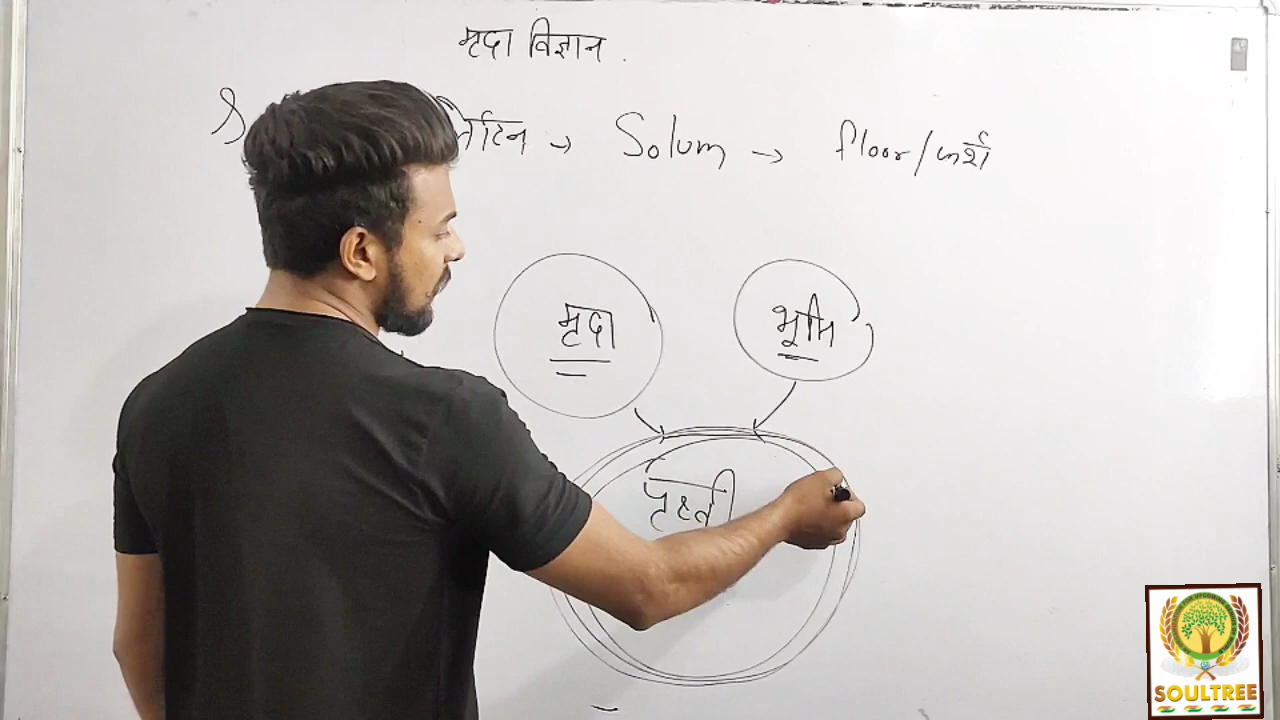 मृदा विज्ञान .
S → Solum → floor / फर्श
मृदा
भूमि
पृथ्वी
SOULTREE